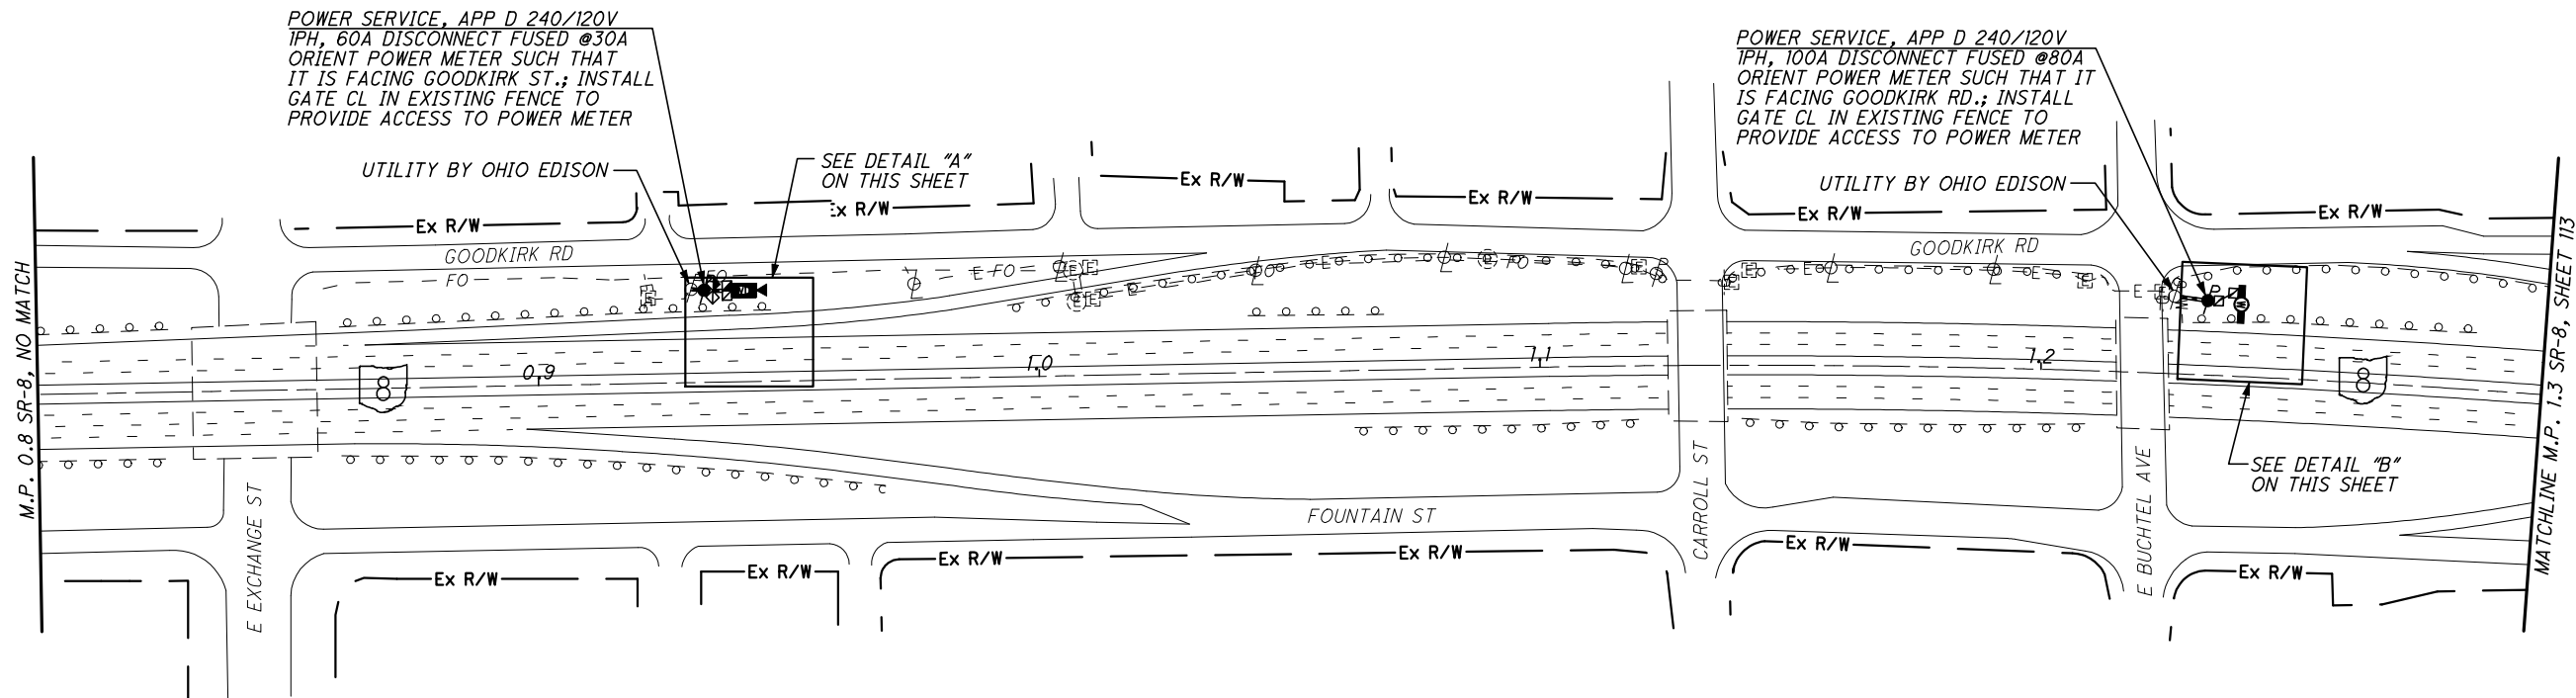 POWER SERVICE, APP D 240/120V
1PH, 60A DISCONNECT FUSED @30A
ORIENT POWER METER SUCH THAT
IT IS FACING GOODKIRK ST.; INSTALL
GATE CL IN EXISTING FENCE TO
PROVIDE ACCESS TO POWER METER
UTILITY BY OHIO EDISON
SEE DETAIL "A"
ON THIS SHEET
POWER SERVICE, APP D 240/120V
1PH, 100A DISCONNECT FUSED @80A
ORIENT POWER METER SUCH THAT IT
IS FACING GOODKIRK RD.; INSTALL
GATE CL IN EXISTING FENCE TO
PROVIDE ACCESS TO POWER METER
UTILITY BY OHIO EDISON
Ex R/W
Ex R/W
Ex R/W
Ex R/W
Ex R/W
Ex R/W
GOODKIRK RD
GOODKIRK RD
FO
E
FO
E
E
FO
E
FO
E
E
E
E
M.P. 0.8 SR-8, NO MATCH
8
0.9
1.0
1.1
1.2
8
MATCHLINE M.P. 1.3 SR-8, SHEET 113
SEE DETAIL "B"
ON THIS SHEET
E EXCHANGE ST
FOUNTAIN ST
CARROLL ST
E BUCHTEL AVE
Ex R/W
Ex R/W
Ex R/W
Ex R/W
Ex R/W
Ex R/W